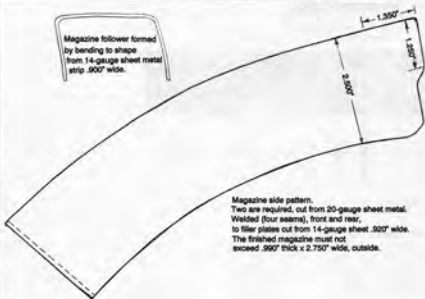 Magazine follower formed
by bending to shape
from 14-gauge sheet metal
strip .900" wide.
1.350"
1.250"
2.500"
Magazine side pattern.
Two are required, cut from 20-gauge sheet metal.
Welded (four seams), front and rear,
to filler plates cut from 14-gauge sheet .920" wide.
The finished magazine must not
exceed .990" thick x 2.750" wide, outside.